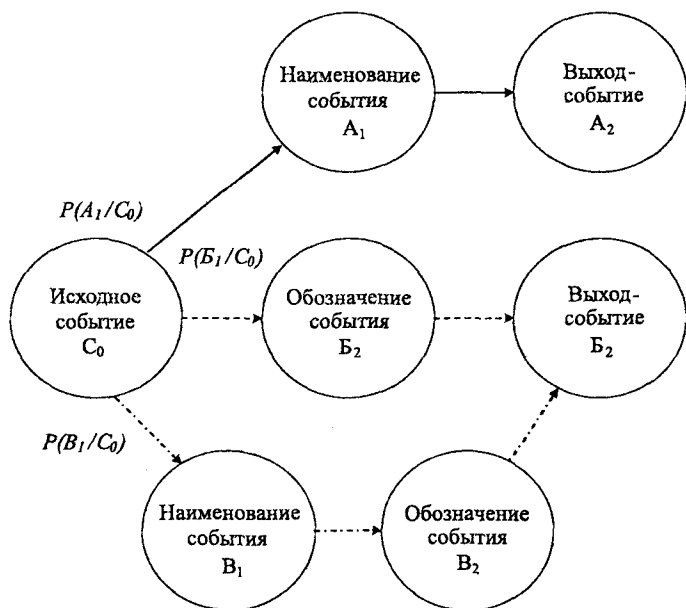 Наименование
события
А₁
Выход-
событие
А₂
P(A₁/C₀)
P(Б₁/C₀)
Исходное
событие
С₀
Обозначение
события
Б₂
Выход-
событие
Б₂
P(B₁/C₀)
Наименование
события
В₁
Обозначение
события
В₂